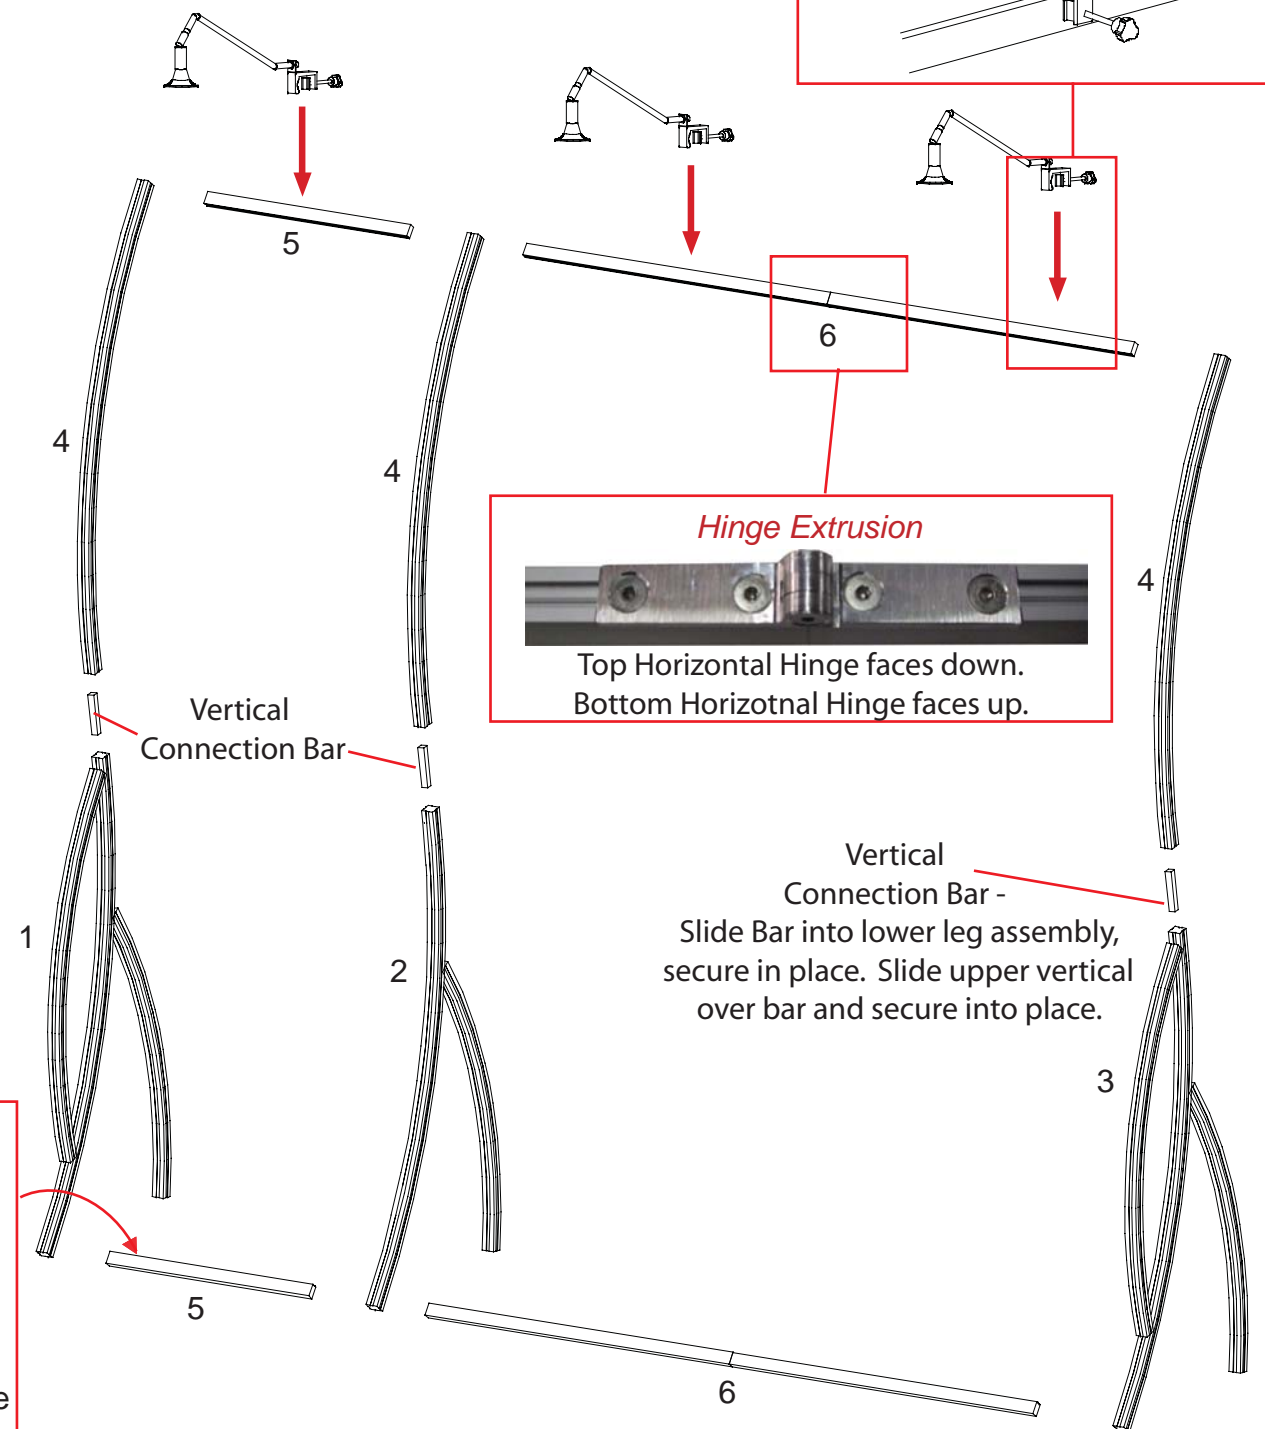 5
6
4
4
Hinge Extrusion
4
Top Horizontal Hinge faces down.
Bottom Horizotnal Hinge faces up.
Vertical
Connection Bar
Vertical
Connection Bar -
Slide Bar into lower leg assembly,
secure in place. Slide upper vertical
over bar and secure into place.
1
2
3
5
6
e